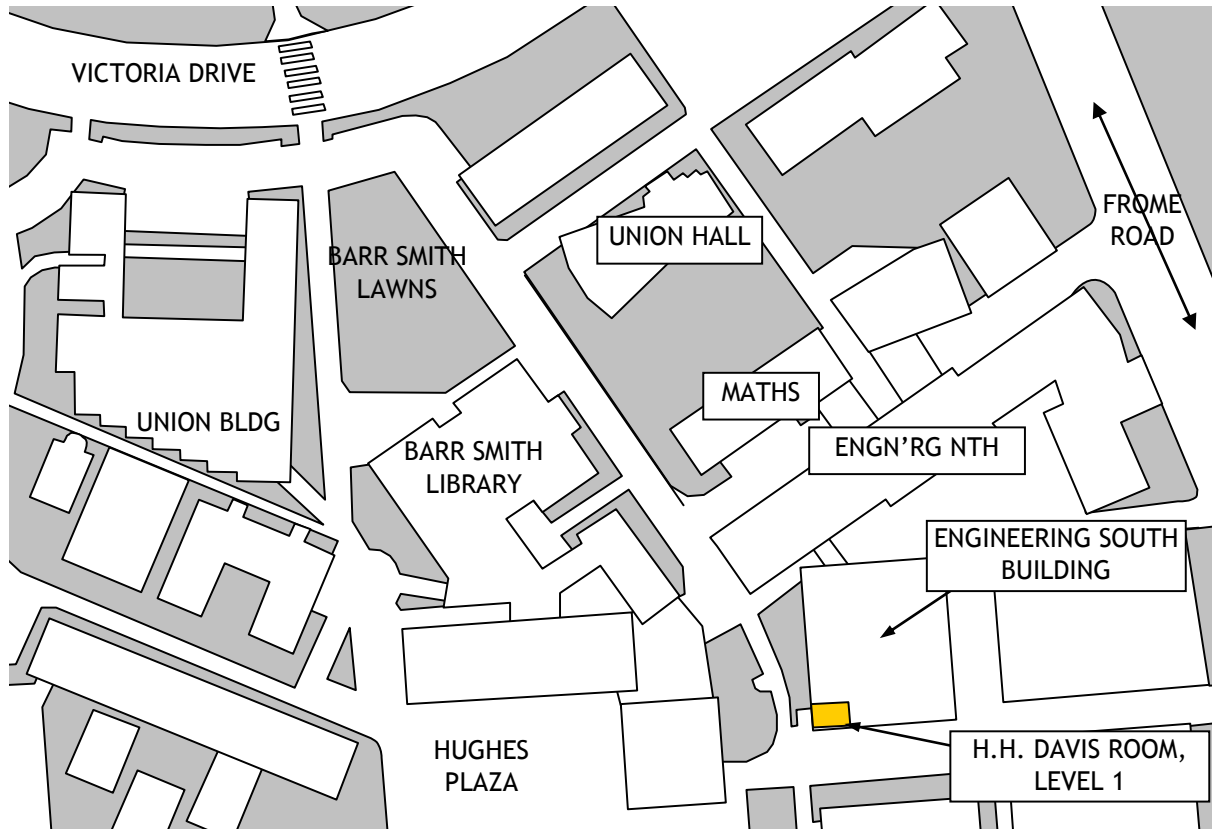 VICTORIA DRIVE
FROME
ROAD
UNION HALL
BARR SMITH
LAWNS
MATHS
UNION BLDG
BARR SMITH
LIBRARY
ENGN'RG NTH
ENGINEERING SOUTH
BUILDING
HUGHES
PLAZA
H.H. DAVIS ROOM,
LEVEL 1